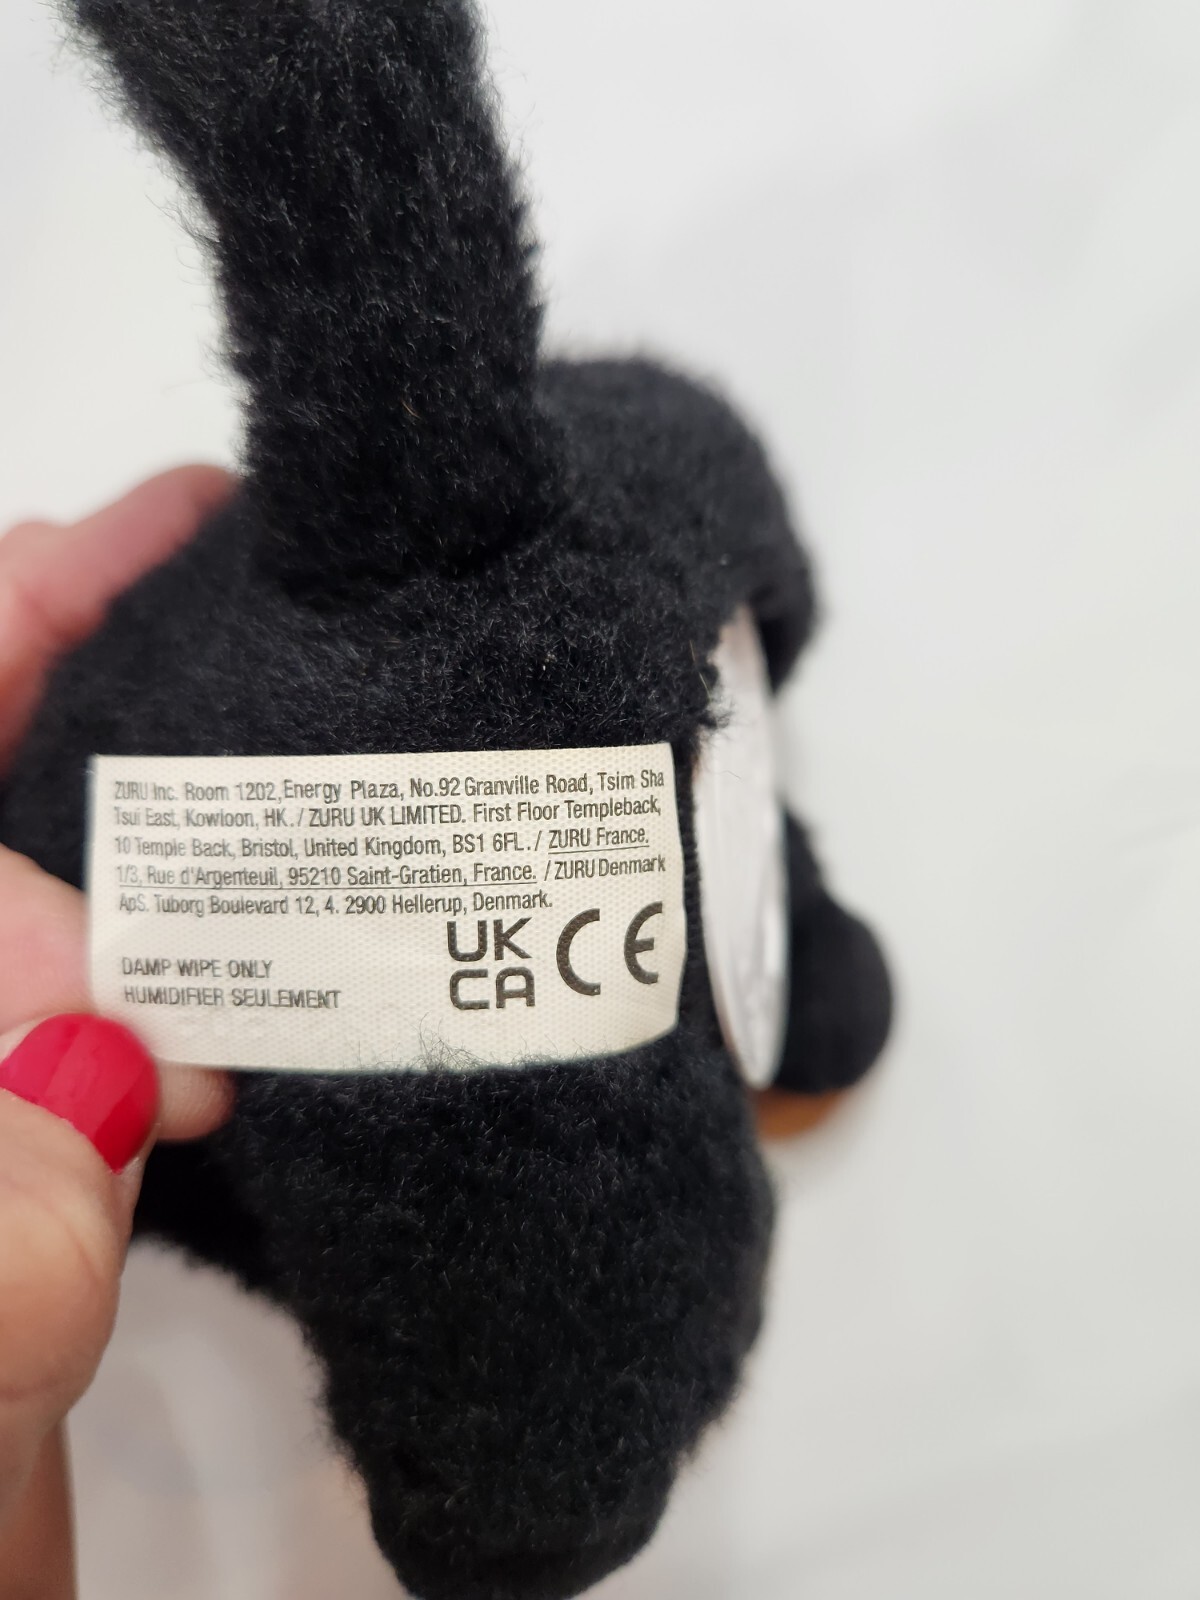 ZURU Inc. Room 1202, Energy Plaza, No.92 Granville Road, Tsim Sha
Tsui East, Kowloon, HK. / ZURU UK LIMITED. First Floor Templeback,
10 Temple Back, Bristol, United Kingdom, BS1 6FL. / ZURU France.
1/3, Rue d'Argenteuil, 95210 Saint-Gratien, France. / ZURU Denmark
ApS. Tuborg Boulevard 12, 4. 2900 Hellerup, Denmark.
UK
CA CE
DAMP WIPE ONLY
HUMIDIFIER SEULEMENT